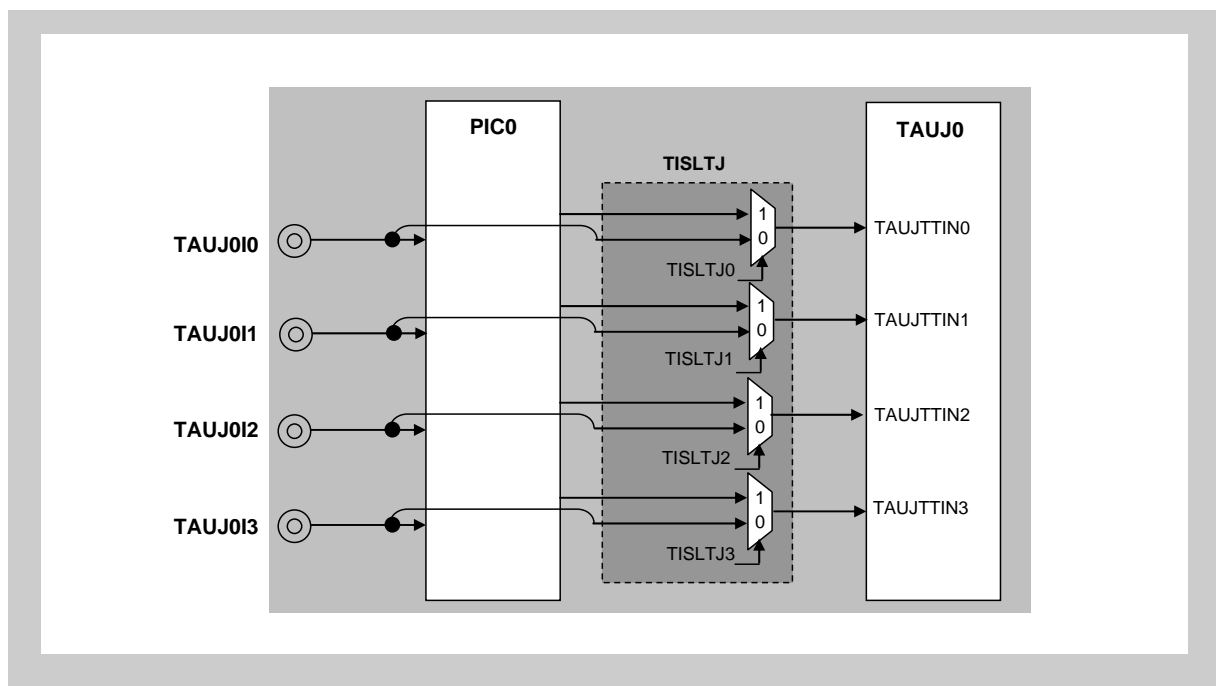 PIC0
TAUJ0
TISLTJ
TAUJ0I0
1
0
TISLTJ0
TAUJTTIN0
TAUJ0I1
1
0
TISLTJ1
TAUJTTIN1
TAUJ0I2
1
0
TISLTJ2
TAUJTTIN2
TAUJ0I3
1
0
TISLTJ3
TAUJTTIN3